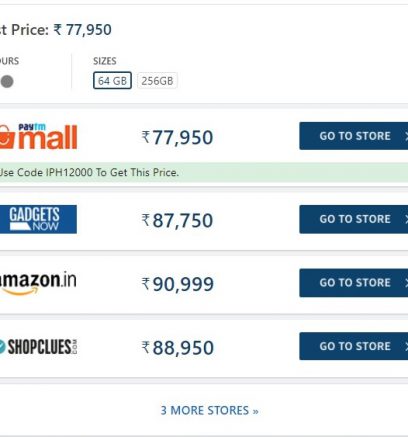 st Price: ₹ 77,950
OURS
SIZES
64 GB 256GB
paytm
mall
₹77,950
GO TO STORE
Use Code IPH12000 To Get This Price.
GADGETS
NOW
₹87,750
GO TO STORE
amazon.in
₹90,999
GO TO STORE
SHOPCLUES.COM
₹88,950
GO TO STORE
3 MORE STORES »